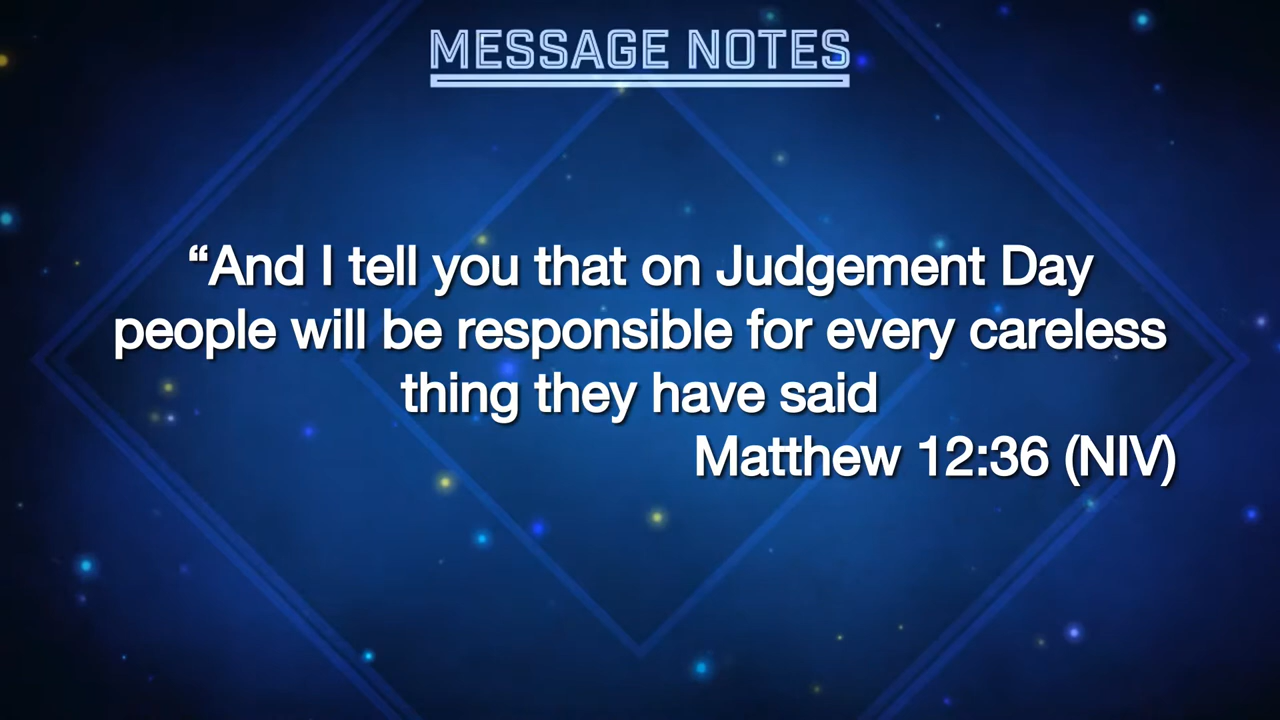 MESSAGE NOTES
“And I tell you that on Judgement Day
people will be responsible for every careless
thing they have said
Matthew 12:36 (NIV)